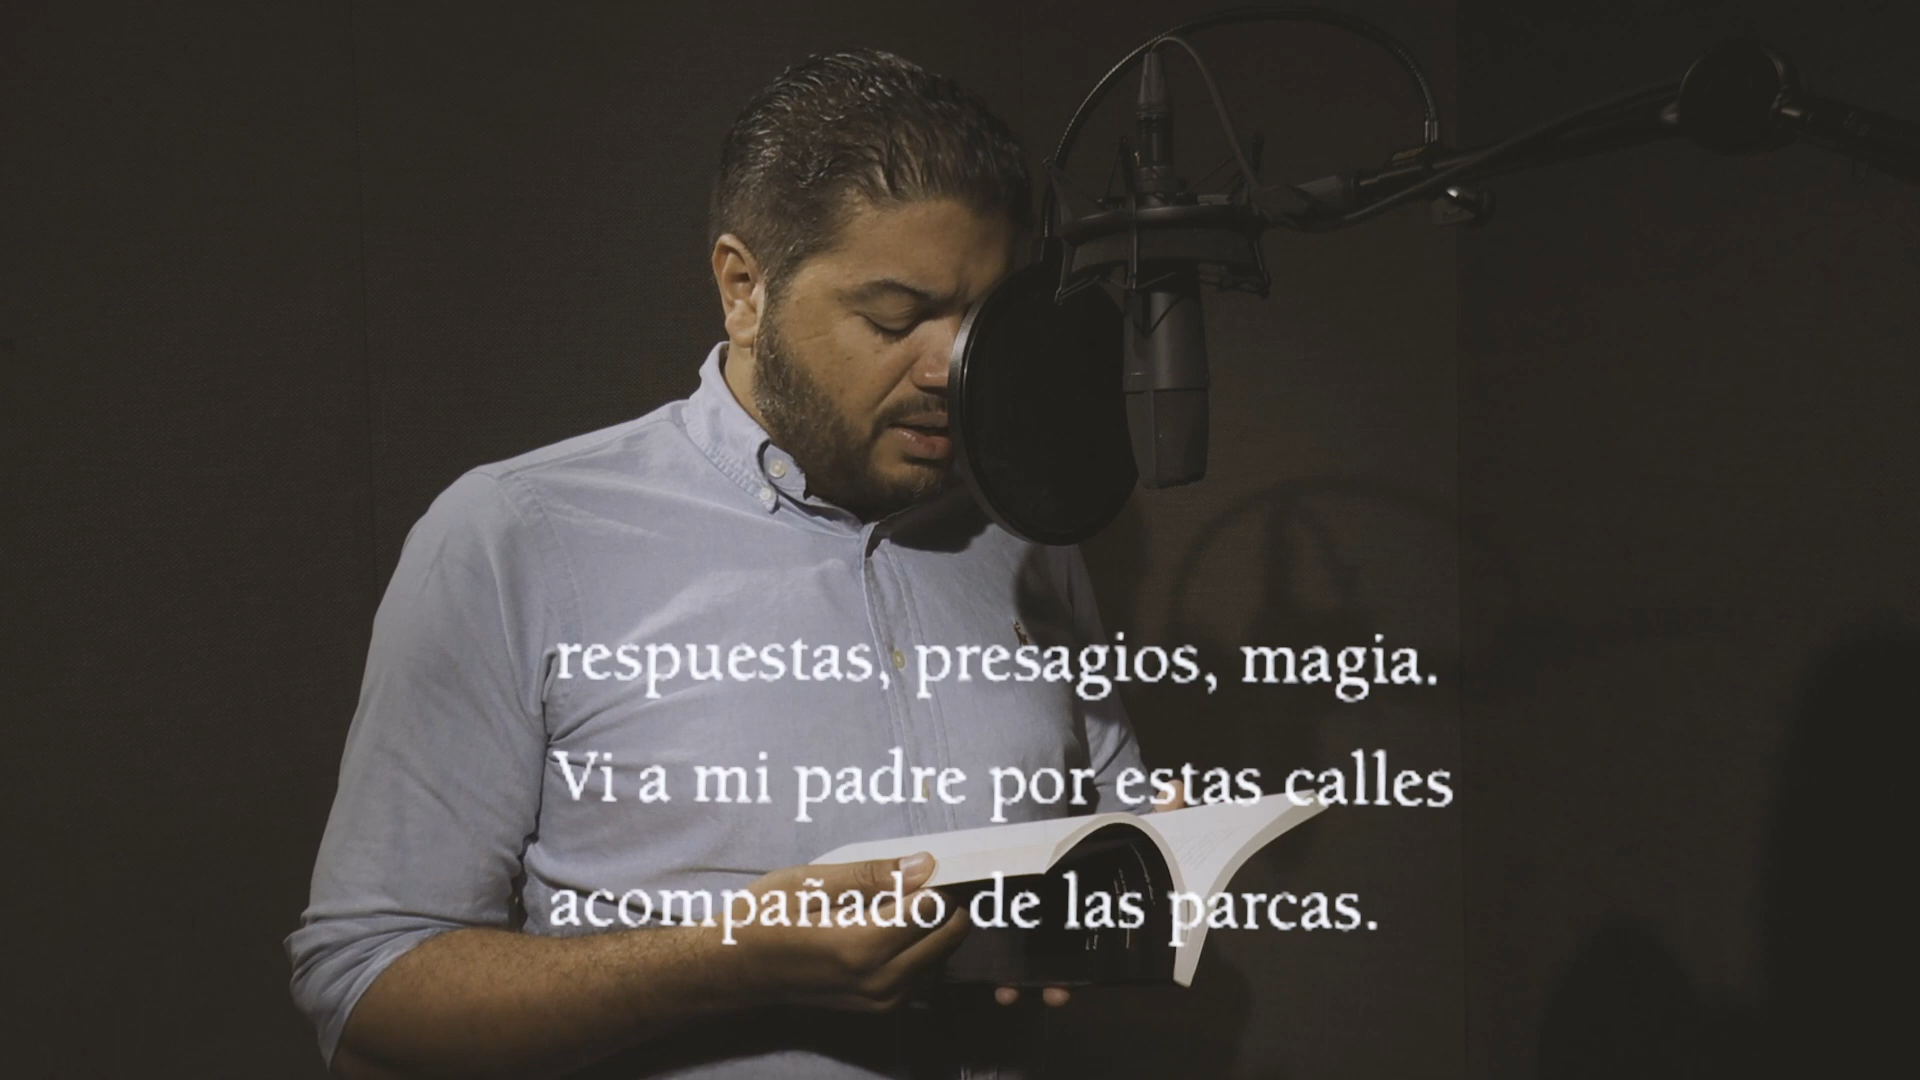 respuestas, presagios, magia.
Vi a mi padre por estas calles
acompañado de las parcas.